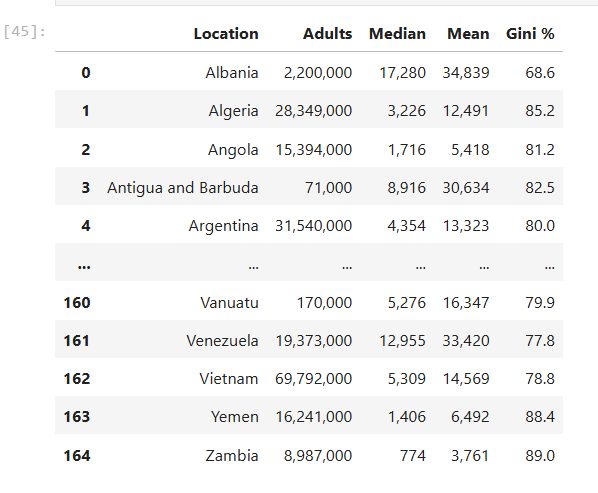 [45]:
Location Adults Median Mean Gini %
0 Albania 2,200,000 17,280 34,839 68.6
1 Algeria 28,349,000 3,226 12,491 85.2
2 Angola 15,394,000 1,716 5,418 81.2
3 Antigua and Barbuda 71,000 8,916 30,634 82.5
4 Argentina 31,540,000 4,354 13,323 80.0
... ... ... ... ... ...
160 Vanuatu 170,000 5,276 16,347 79.9
161 Venezuela 19,373,000 12,955 33,420 77.8
162 Vietnam 69,792,000 5,309 14,569 78.8
163 Yemen 16,241,000 1,406 6,492 88.4
164 Zambia 8,987,000 774 3,761 89.0